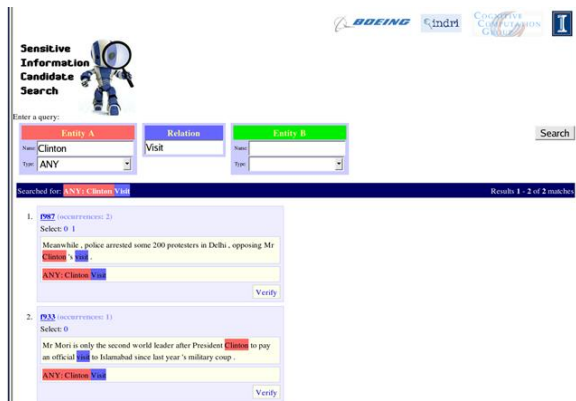 BOEING
indri
COGNITIVE
COMPUTATION
GROUP
I
Sensitive
Information
Candidate
Search
Enter a query:
Entity A Relation Entity B
Name: Clinton Visit Name: Search
Type: ANY Type:
Searched for: ANY: Clinton Visit Results 1 - 2 of 2 matches
1. f987 (occurrences: 2)
Select: 0 1
Meanwhile , police arrested some 200 protesters in Delhi , opposing Mr
Clinton 's visit .
ANY: Clinton Visit
Verify
2. f933 (occurrences: 1)
Select: 0
Mr Mori is only the second world leader after President Clinton to pay
an official visit to Islamabad since last year 's military coup .
ANY: Clinton Visit
Verify